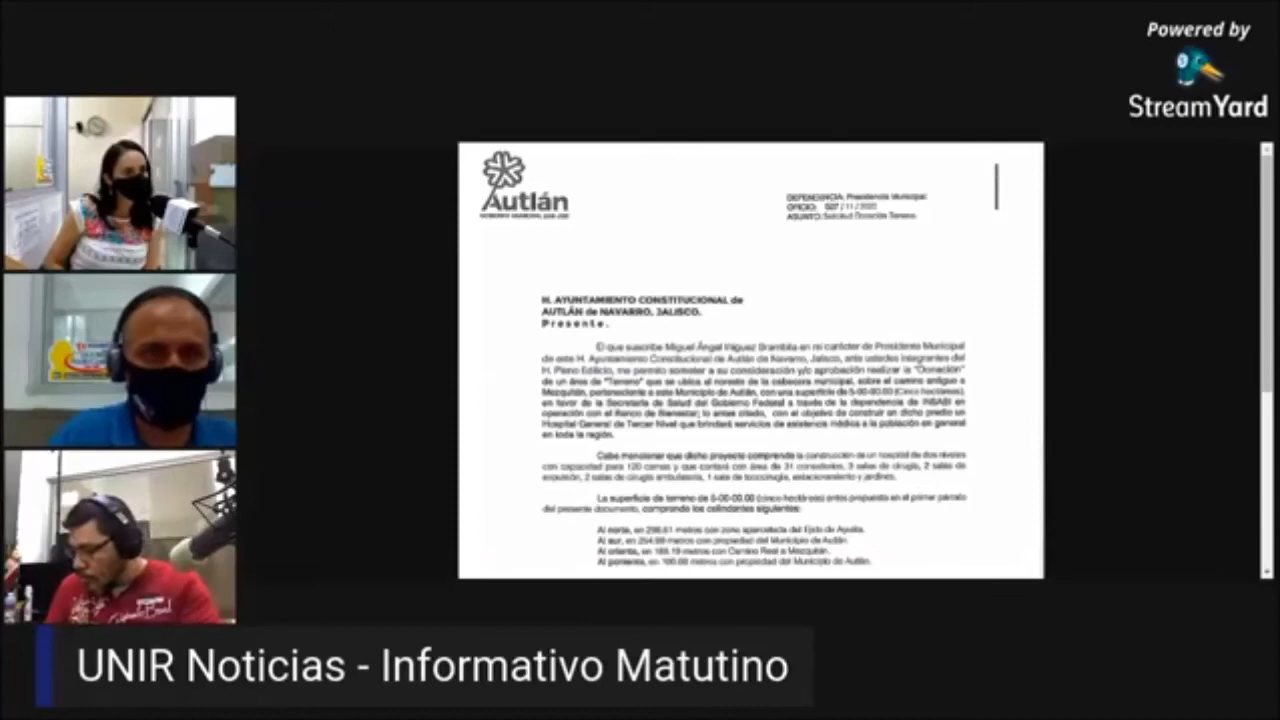 Powered by
StreamYard
Autlán
DEPENDENCIA: Presidencia Municipal
OFICIO: 507 / 11 / 2020
ASUNTO: Solicitud Donación Terreno
H. AYUNTAMIENTO CONSTITUCIONAL de
AUTLÁN de NAVARRO, JALISCO.
Presente.
El que suscribe Miguel Ángel Íñiguez Brambila en mi carácter de Presidente Municipal
de este H. Ayuntamiento Constitucional de Autlán de Navarro, Jalisco, ante ustedes integrantes del
H. Pleno Edilicio, me permito someter a su consideración y/o aprobación realizar la "Donación"
de un área de "Terreno" que se ubica al noreste de la cabecera municipal, sobre el camino antiguo a
Mezquitán, perteneciente a este Municipio de Autlán, con una superficie de 5-00-00.00 (Cinco hectáreas),
en favor de la Secretaría de Salud del Gobierno Federal a través de la dependencia de INSABI en
operación con el Banco de Bienestar; lo antes citado, con el objetivo de construir en dicho predio un
Hospital General de Tercer Nivel que brindará servicios de asistencia médica a la población en general
en toda la región.
Cabe mencionar que dicho proyecto comprende la construcción de un hospital de dos niveles
con capacidad para 120 camas y que contará con área de 31 consultorios, 3 salas de cirugía, 2 salas de
expulsión, 2 salas de cirugía ambulatoria, 1 sala de tococirugía, estacionamiento y jardines.
La superficie de terreno de 5-00-00.00 (cinco hectáreas) antes propuesta en el primer párrafo
del presente documento, comprende los colindantes siguientes:
Al norte, en 296.61 metros con zona parcelada del Ejido de Ayutla.
Al sur, en 254.99 metros con propiedad del Municipio de Autlán.
Al oriente, en 189.19 metros con Camino Real a Mezquitán.
Al poniente, en metros con propiedad del Municipio de Autlán.
UNIR Noticias - Informativo Matutino